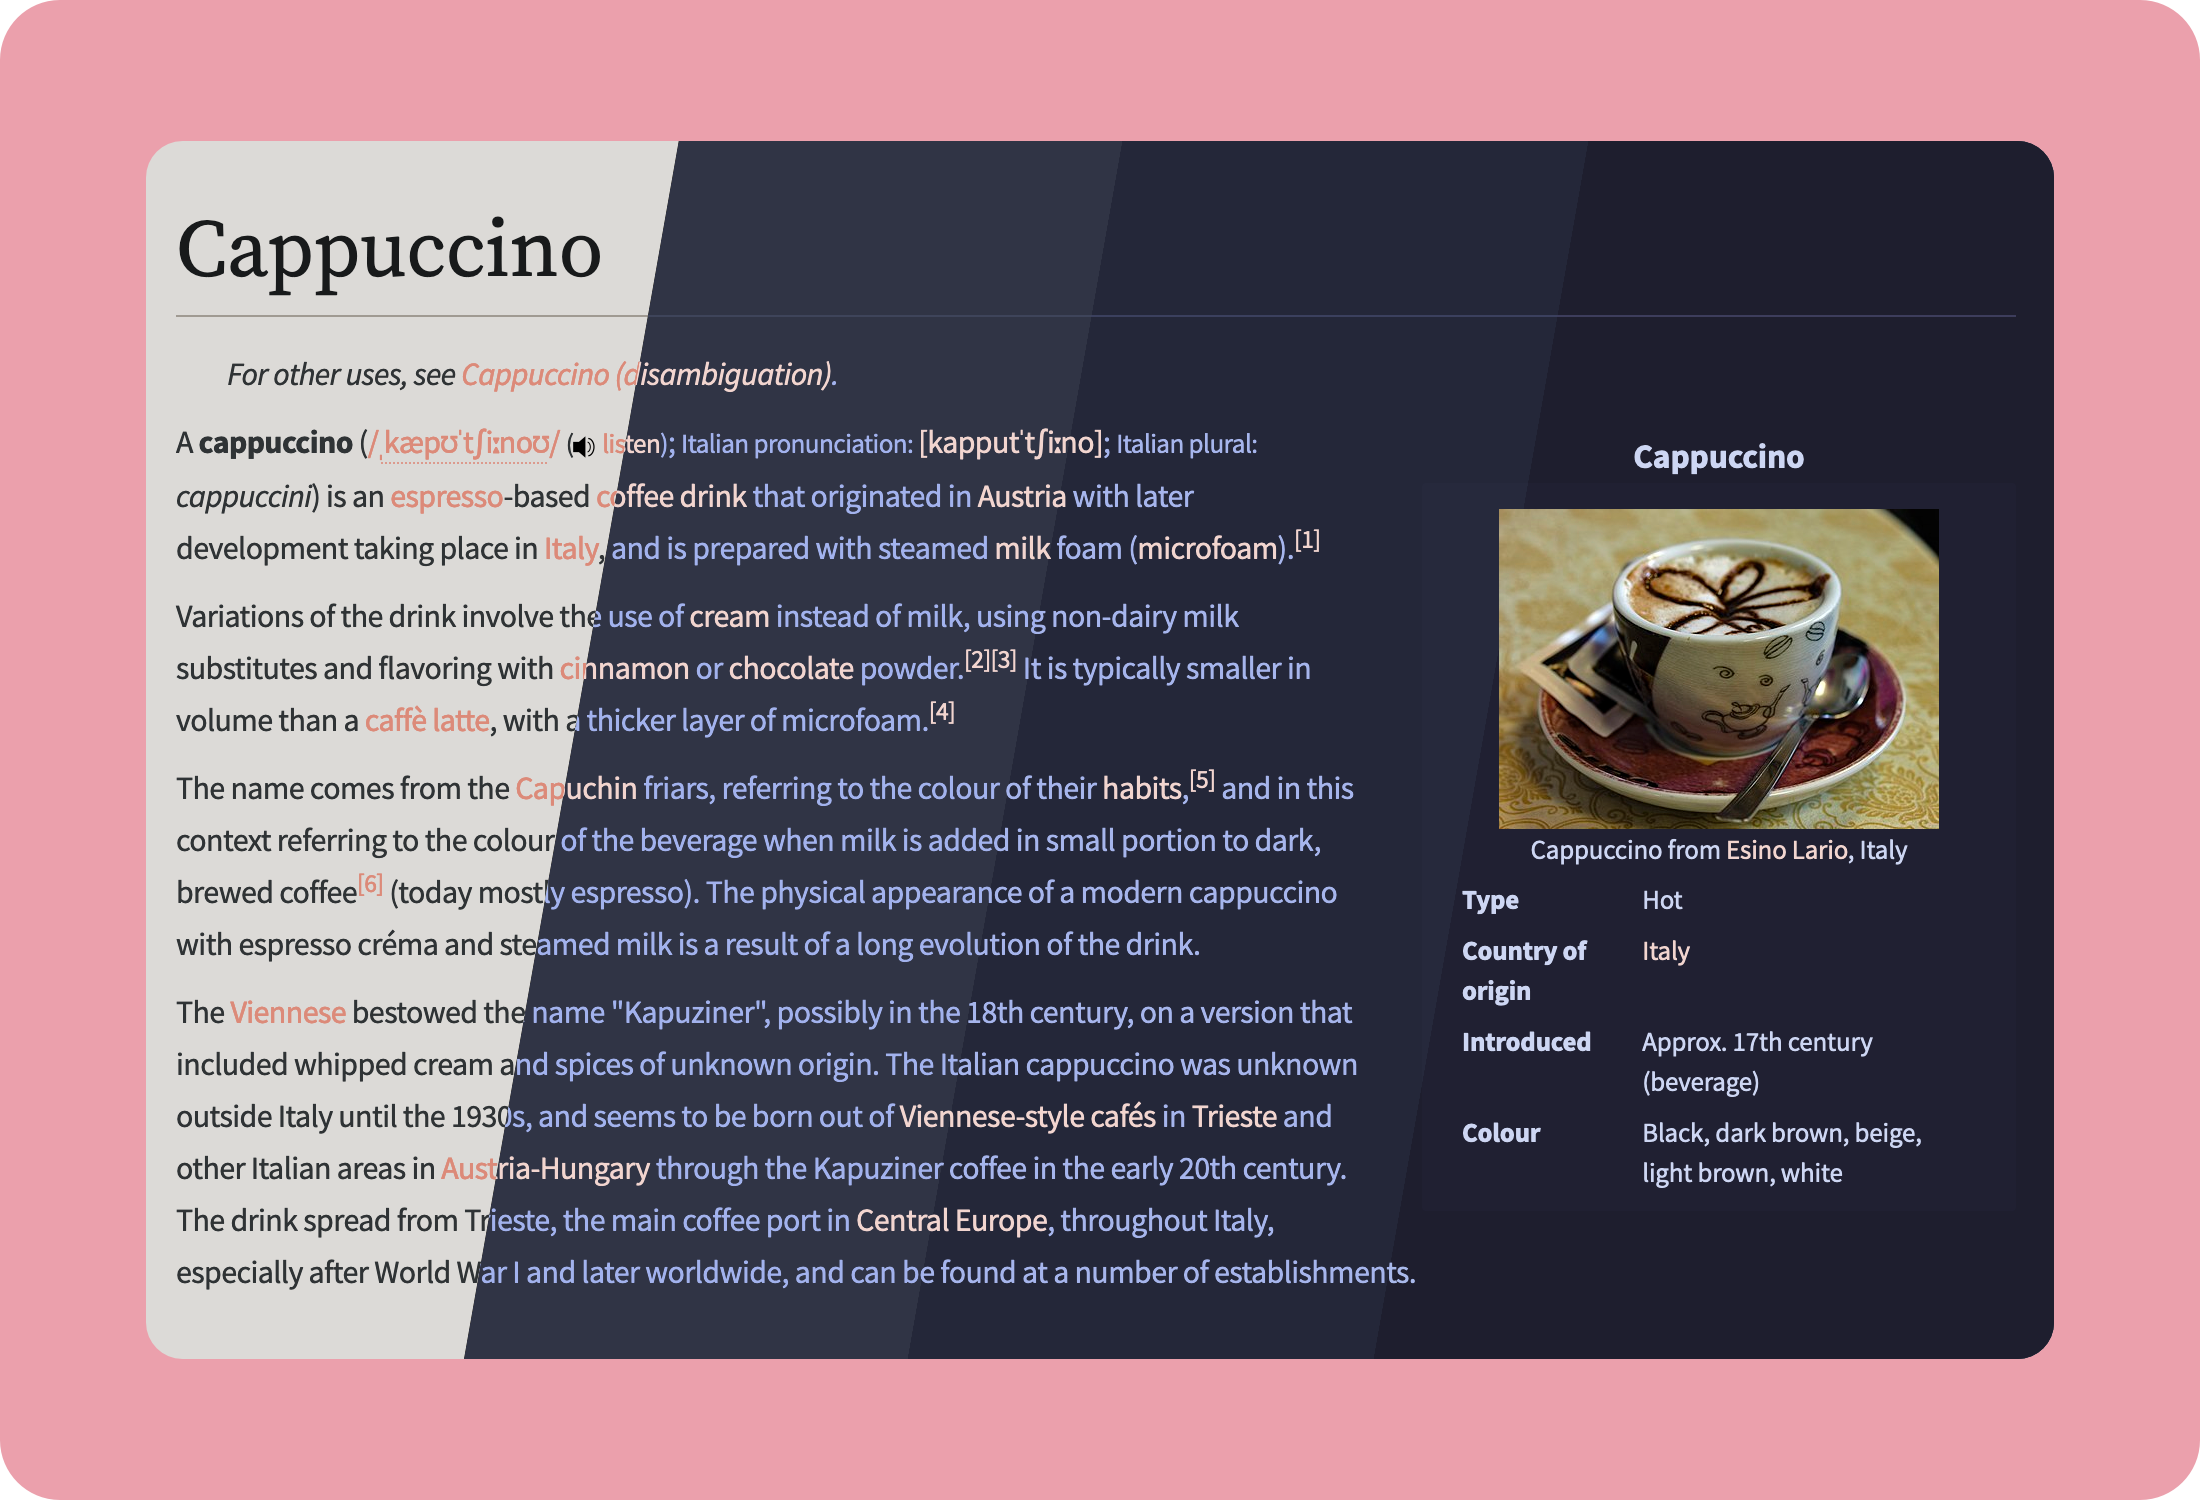 Cappuccino
For other uses, see Cappuccino (disambiguation).
A cappuccino (/ˌkæpʊˈtʃiːnoʊ/ (listen); Italian pronunciation: [kapputˈtʃiːno]; Italian plural:
cappuccini) is an espresso-based coffee drink that originated in Austria with later
development taking place in Italy, and is prepared with steamed milk foam (microfoam).[1]
Variations of the drink involve the use of cream instead of milk, using non-dairy milk
substitutes and flavoring with cinnamon or chocolate powder.[2][3] It is typically smaller in
volume than a caffè latte, with a thicker layer of microfoam.[4]
The name comes from the Capuchin friars, referring to the colour of their habits,[5] and in this
context referring to the colour of the beverage when milk is added in small portion to dark,
brewed coffee[6] (today mostly espresso). The physical appearance of a modern cappuccino
with espresso créma and steamed milk is a result of a long evolution of the drink.
The Viennese bestowed the name "Kapuziner", possibly in the 18th century, on a version that
included whipped cream and spices of unknown origin. The Italian cappuccino was unknown
outside Italy until the 1930s, and seems to be born out of Viennese-style cafés in Trieste and
other Italian areas in Austria-Hungary through the Kapuziner coffee in the early 20th century.
The drink spread from Trieste, the main coffee port in Central Europe, throughout Italy,
especially after World War I and later worldwide, and can be found at a number of establishments.
Cappuccino
Cappuccino from Esino Lario, Italy
Type Hot
Country of Italy
origin
Introduced Approx. 17th century
(beverage)
Colour Black, dark brown, beige,
light brown, white